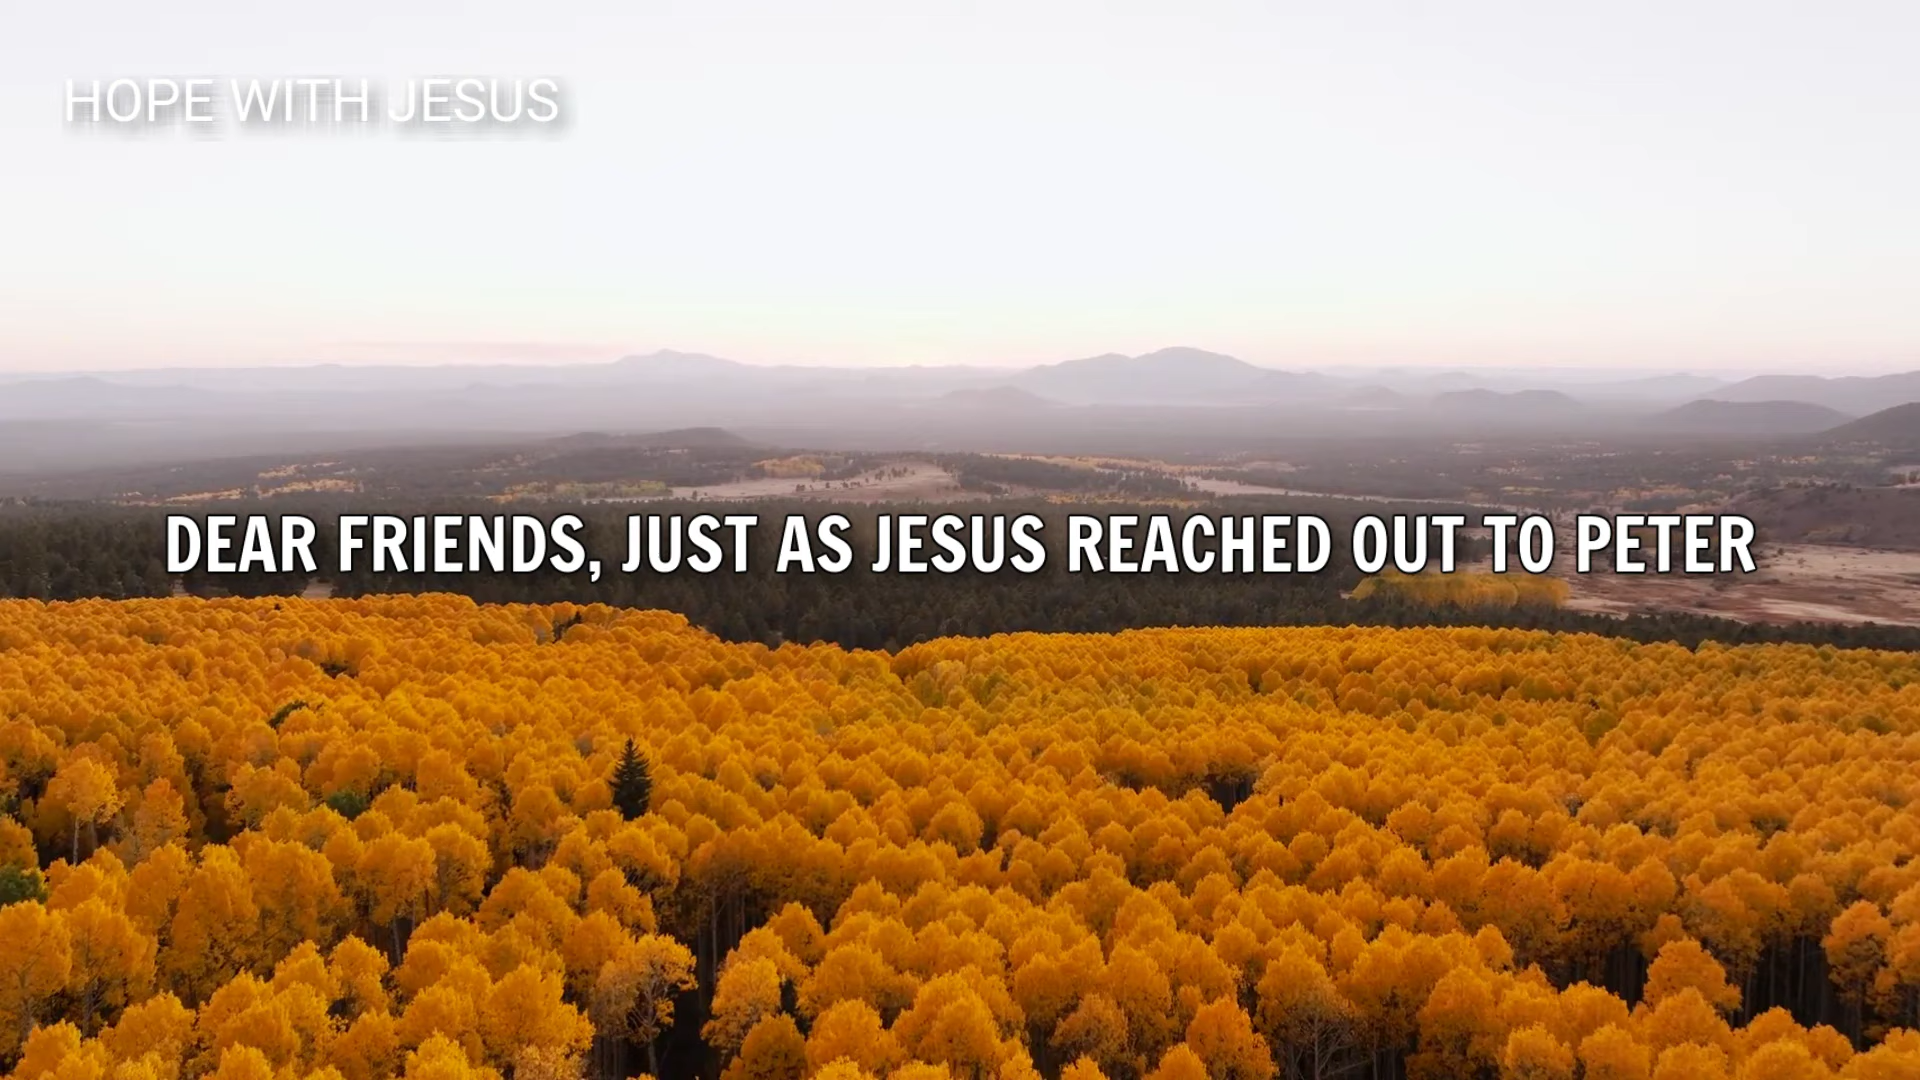 HOPE WITH JESUS
DEAR FRIENDS, JUST AS JESUS REACHED OUT TO PETER